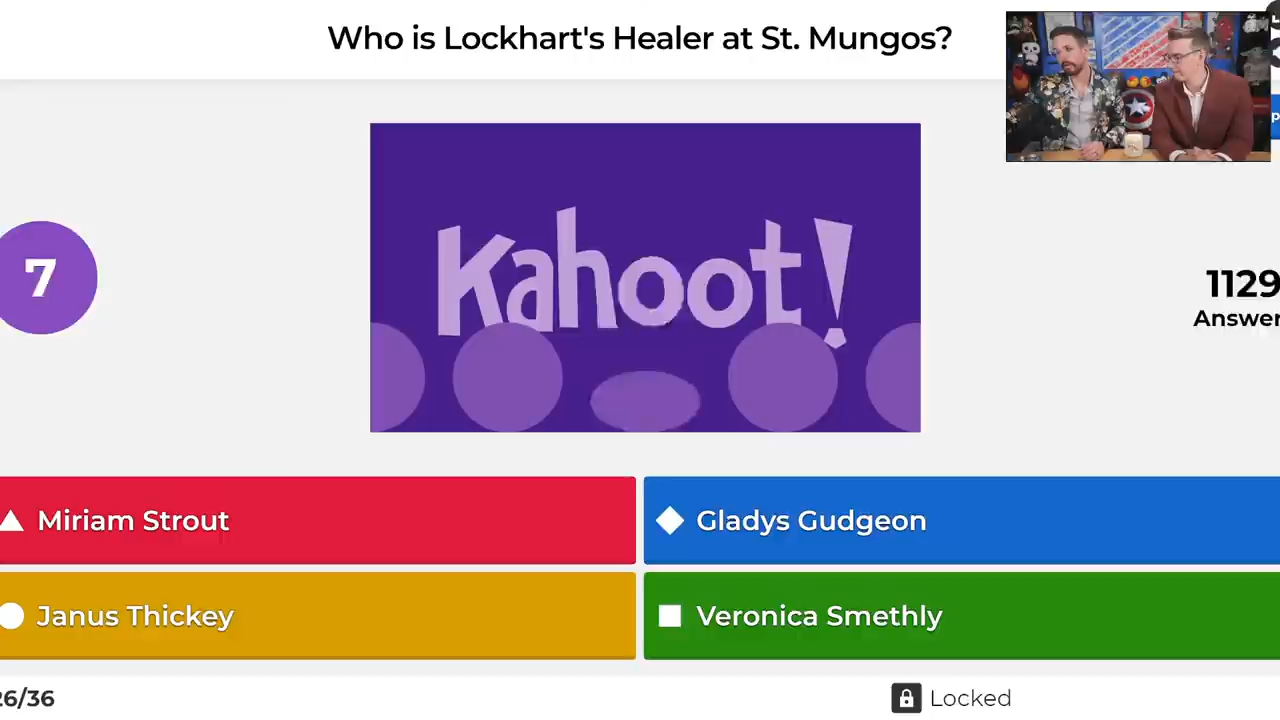 Who is Lockhart's Healer at St. Mungos?
7
Kahoot!
1129
Answer
Miriam Strout
Gladys Gudgeon
Janus Thickey
Veronica Smethly
26/36
Locked